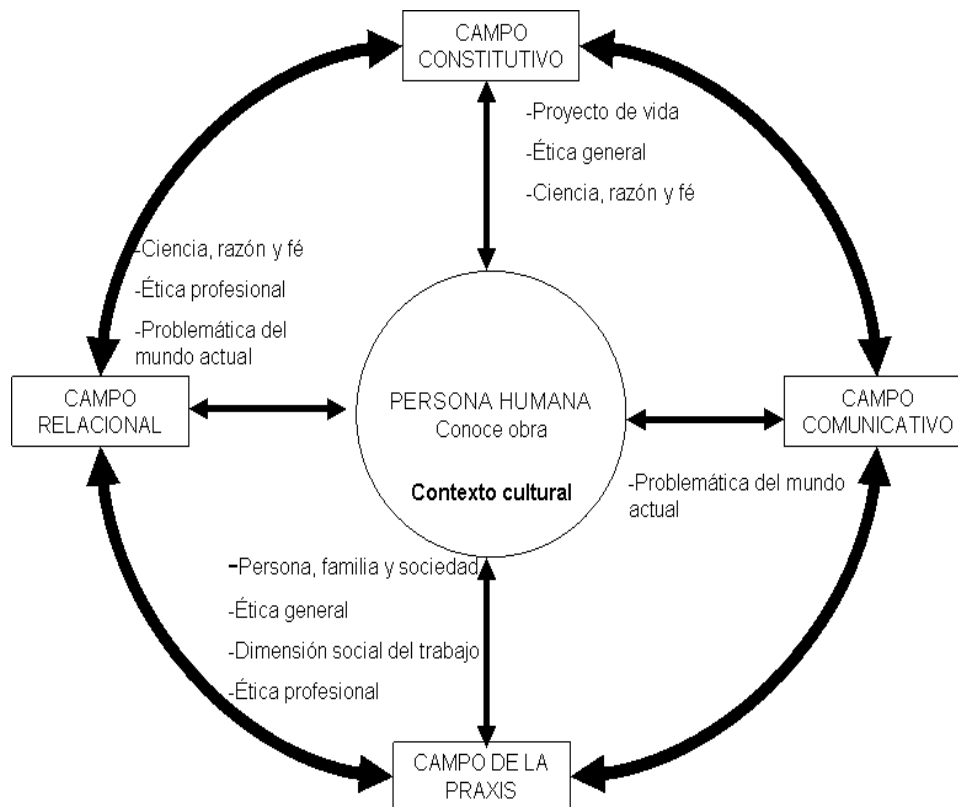 CAMPO
CONSTITUTIVO
-Proyecto de vida
-Ética general
-Ciencia, razón y fé
-Ciencia, razón y fé
-Ética profesional
-Problemática del
mundo actual
CAMPO
RELACIONAL
PERSONA HUMANA
Conoce obra
Contexto cultural
CAMPO
COMUNICATIVO
-Problemática del mundo
actual
-Persona, familia y sociedad
-Ética general
-Dimensión social del trabajo
-Ética profesional
CAMPO DE LA
PRAXIS